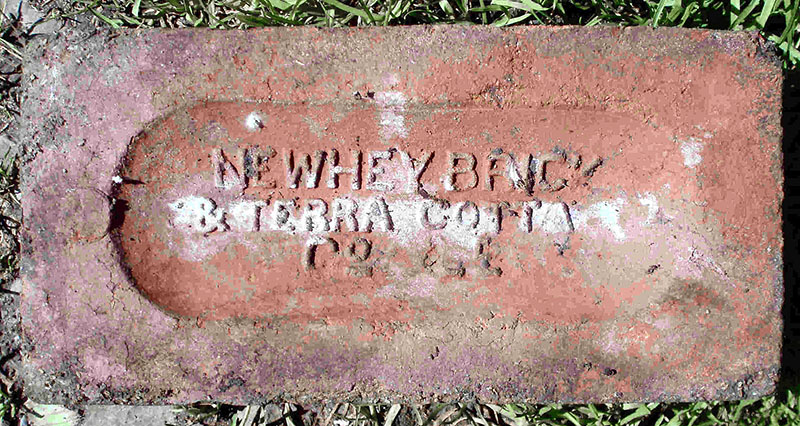 NEWHEY BRICK
& TERRA COTTA
Co